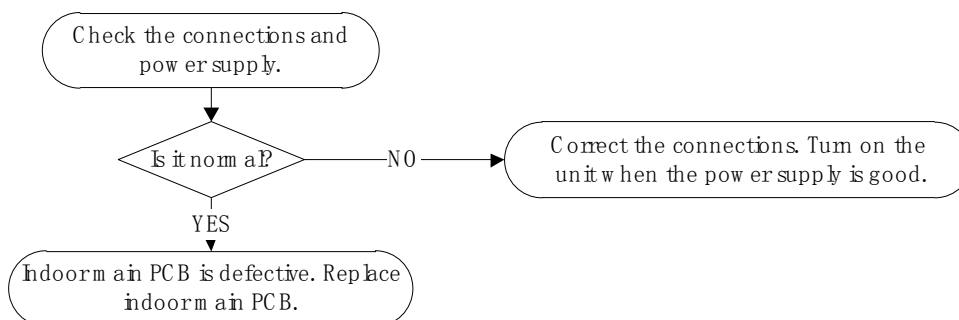 Check the connections and
power supply.
Is it normal?
NO
Correct the connections. Turn on the
unit when the power supply is good.
YES
Indoor main PCB is defective. Replace
indoor main PCB.